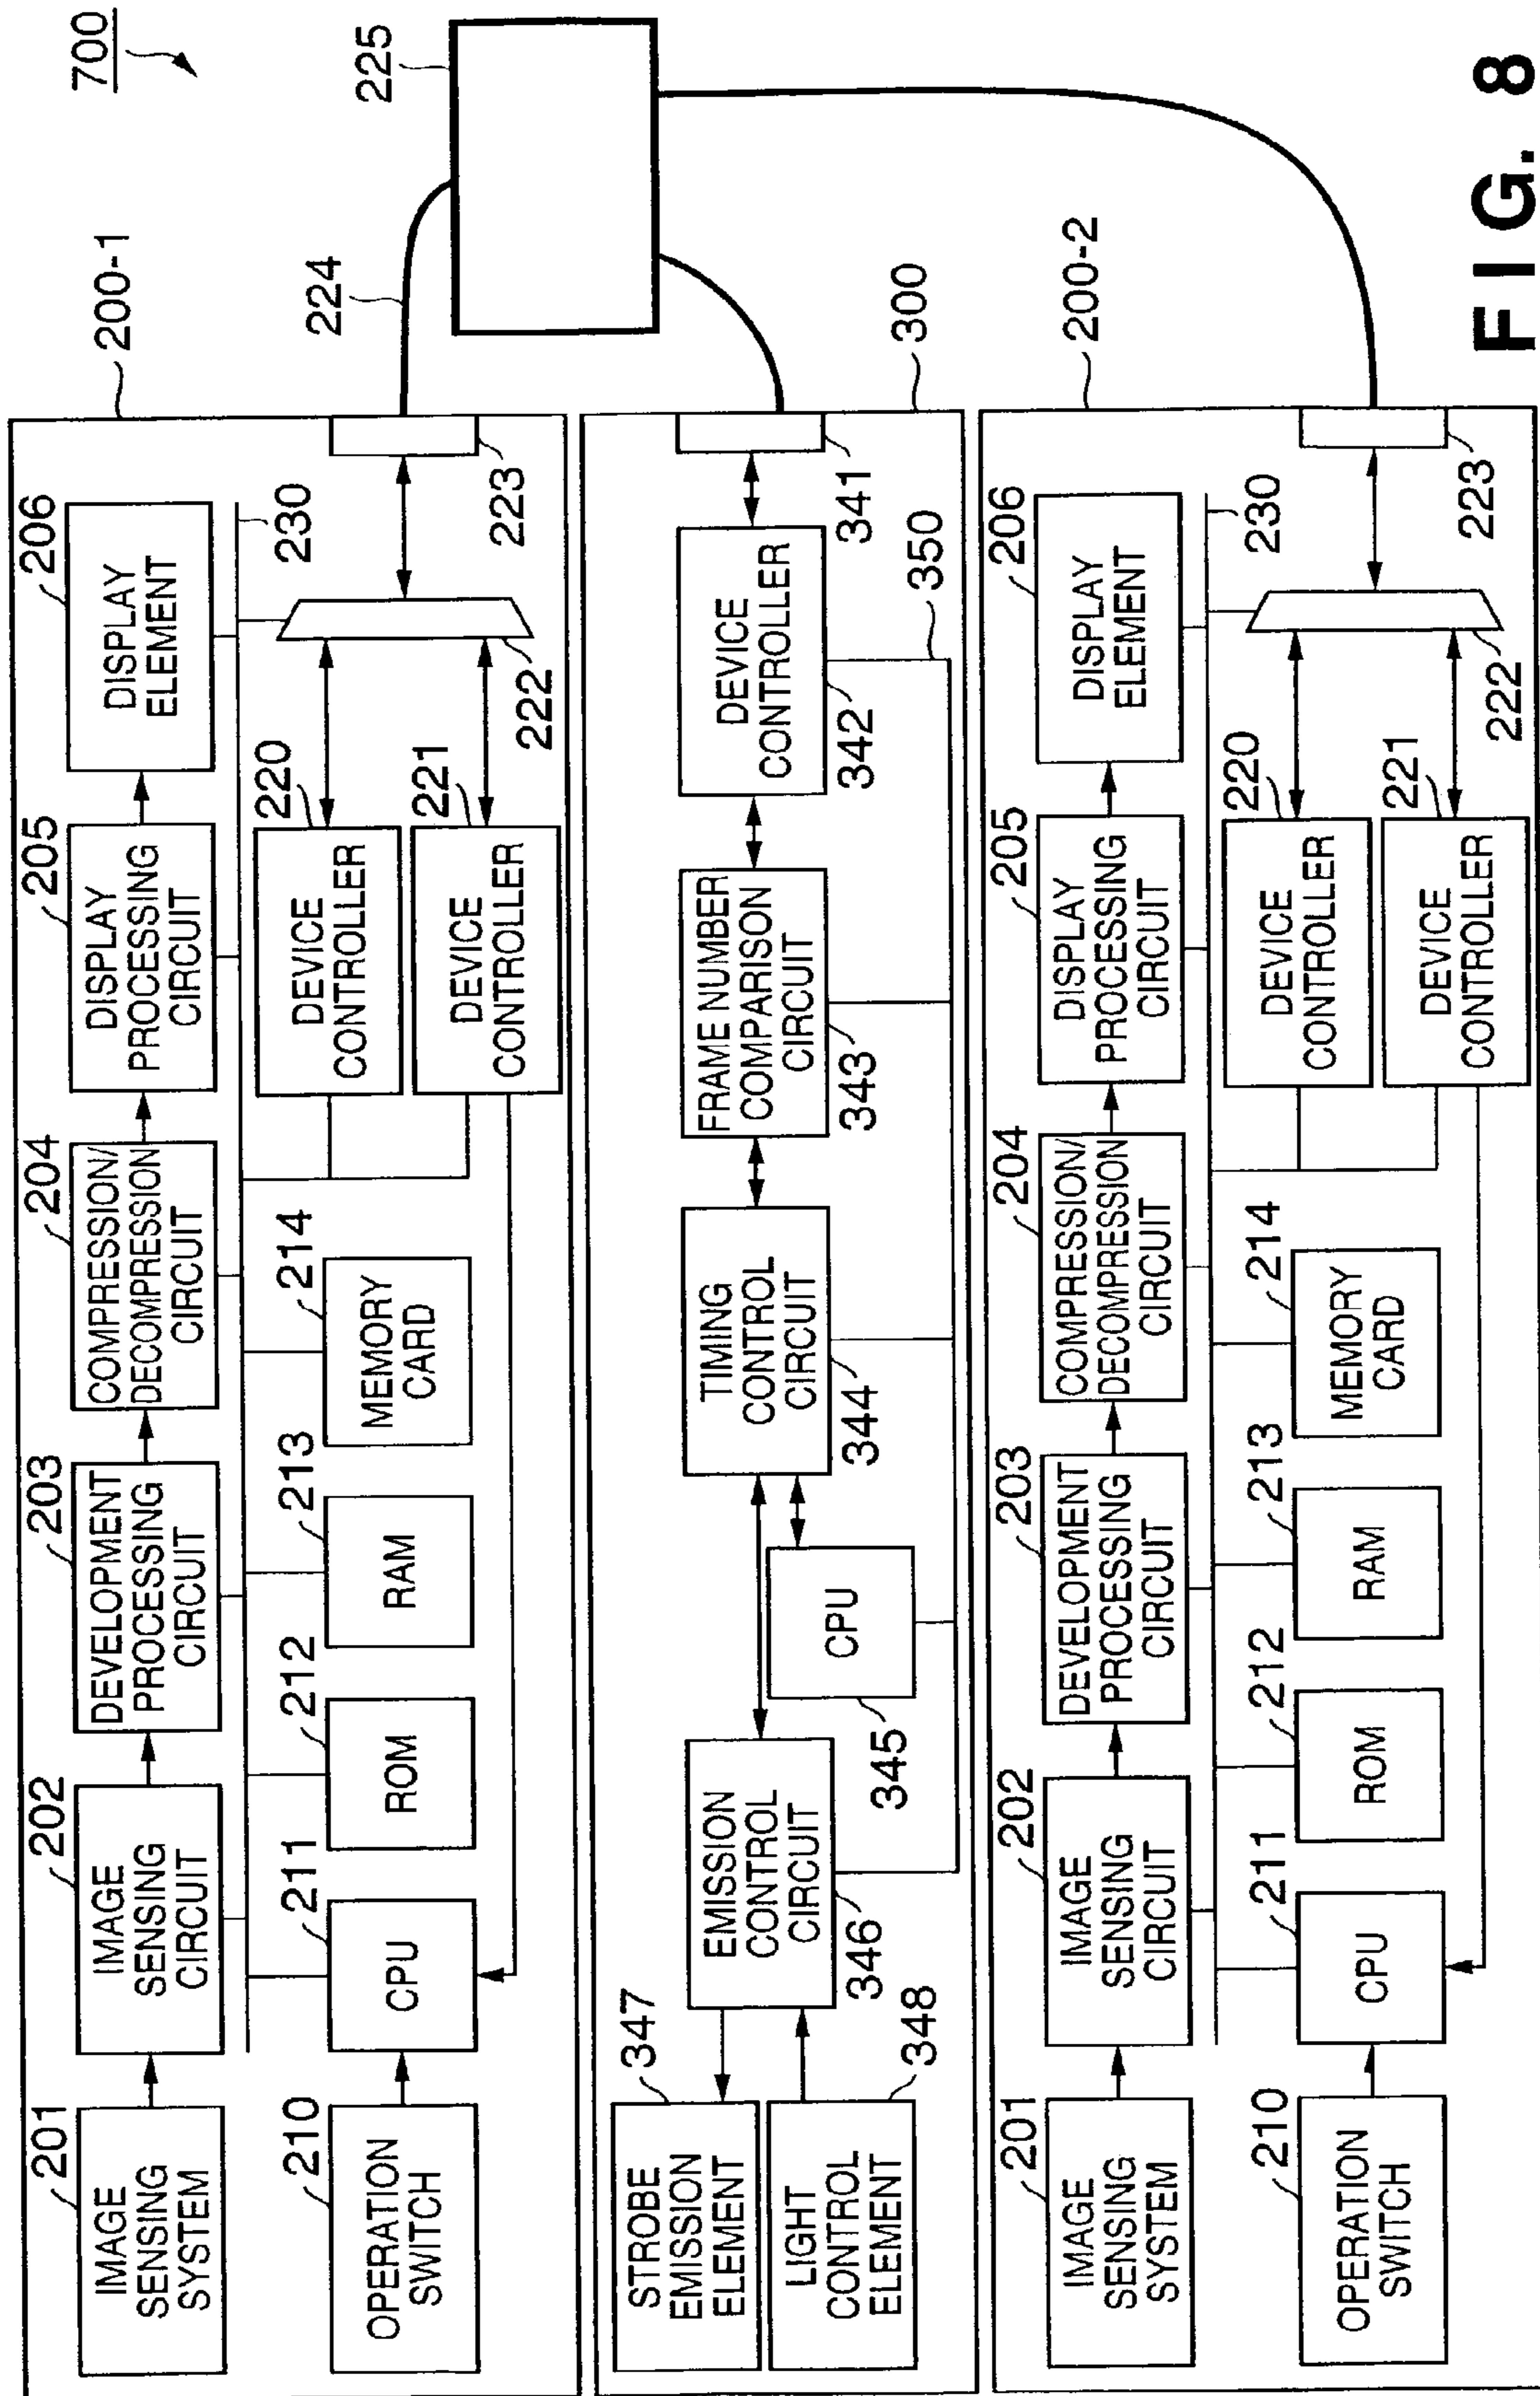 700
200-1
201
IMAGE
SENSING
SYSTEM
202
IMAGE
SENSING
CIRCUIT
203
DEVELOPMENT
PROCESSING
CIRCUIT
204
COMPRESSION/
DECOMPRESSION
CIRCUIT
205
DISPLAY
PROCESSING
CIRCUIT
206
DISPLAY
ELEMENT
230
210
OPERATION
SWITCH
211
CPU
212
ROM
213
RAM
214
MEMORY
CARD
220
DEVICE
CONTROLLER
221
DEVICE
CONTROLLER
222
223
224
225
300
347
STROBE
EMISSION
ELEMENT
348
LIGHT
CONTROL
ELEMENT
EMISSION
CONTROL
CIRCUIT
346
CPU
345
TIMING
CONTROL
CIRCUIT
344
FRAME NUMBER
COMPARISON
CIRCUIT
343
DEVICE
CONTROLLER
342
341
350
200-2
201
IMAGE
SENSING
SYSTEM
202
IMAGE
SENSING
CIRCUIT
203
DEVELOPMENT
PROCESSING
CIRCUIT
204
COMPRESSION/
DECOMPRESSION
CIRCUIT
205
DISPLAY
PROCESSING
CIRCUIT
206
DISPLAY
ELEMENT
230
210
OPERATION
SWITCH
211
CPU
212
ROM
213
RAM
214
MEMORY
CARD
220
DEVICE
CONTROLLER
221
DEVICE
CONTROLLER
222
223
FIG. 8